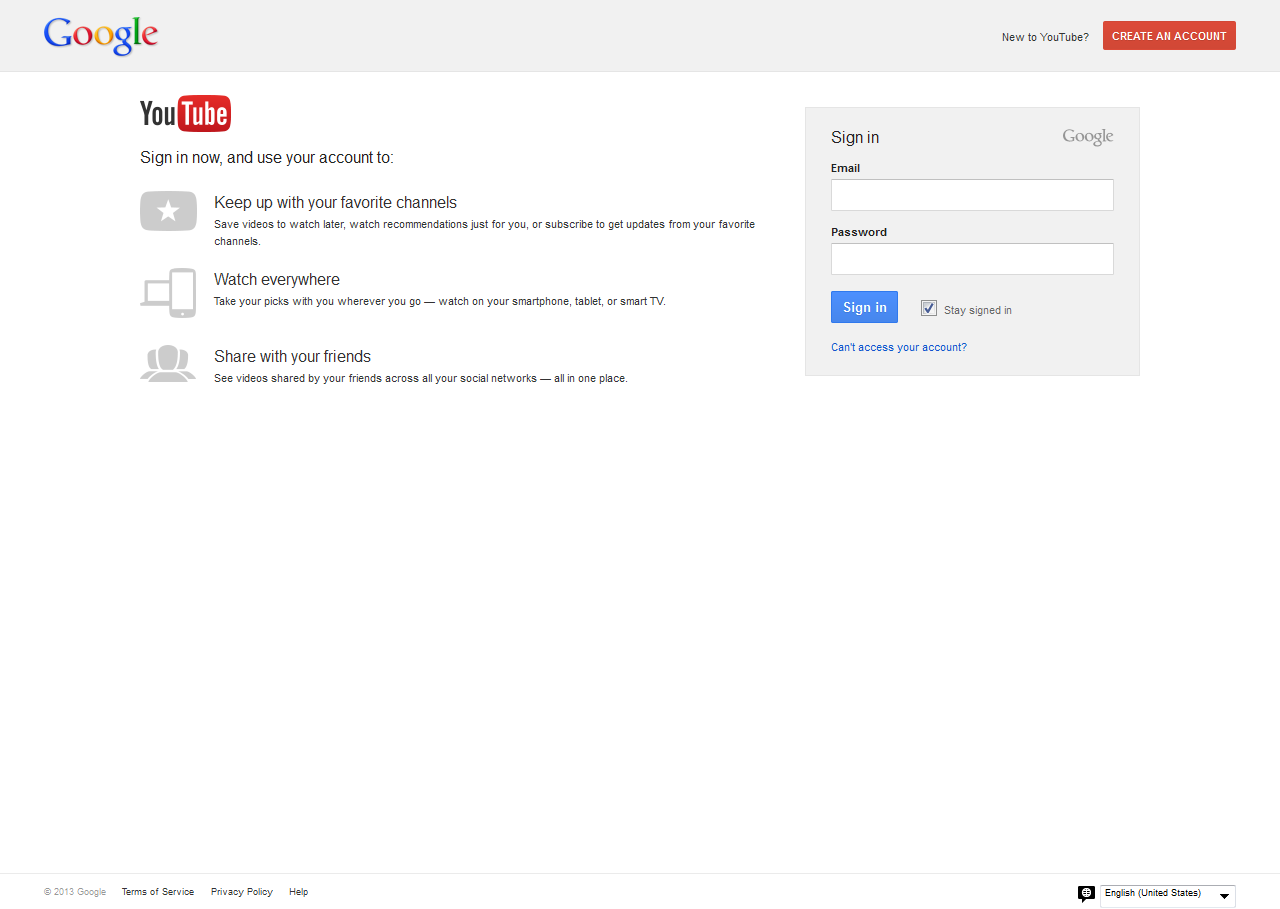 Google
New to YouTube?
CREATE AN ACCOUNT
YouTube
Sign in now, and use your account to:
Keep up with your favorite channels
Save videos to watch later, watch recommendations just for you, or subscribe to get updates from your favorite
channels.
Watch everywhere
Take your picks with you wherever you go — watch on your smartphone, tablet, or smart TV.
Share with your friends
See videos shared by your friends across all your social networks — all in one place.
Sign in Google
Email
Password
Sign in Stay signed in
Can't access your account?
© 2013 Google Terms of Service Privacy Policy Help
English (United States)